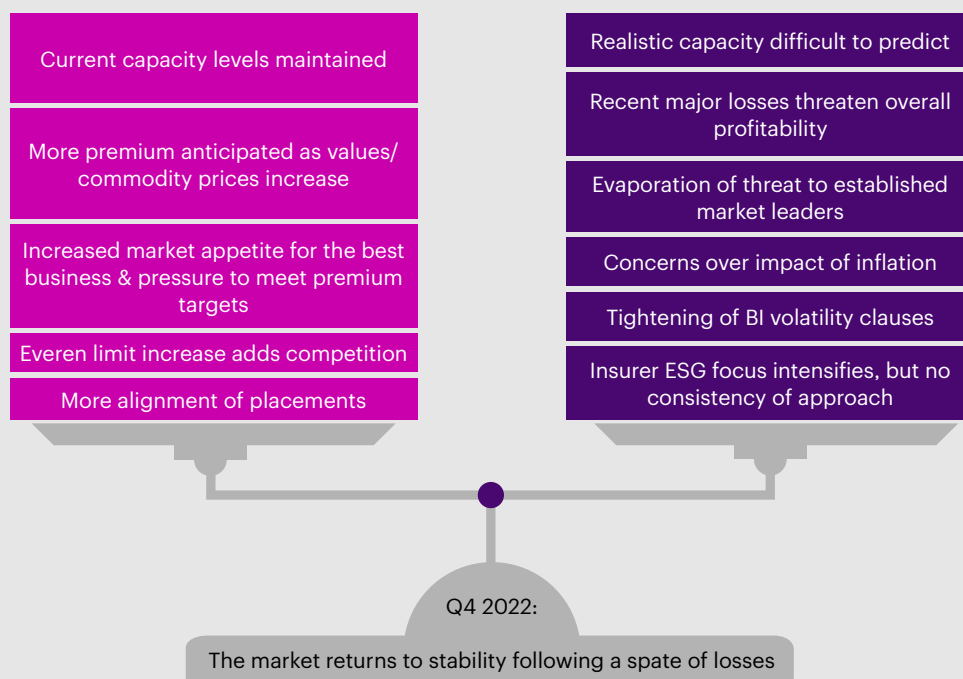 Current capacity levels maintained
More premium anticipated as values/
commodity prices increase
Increased market appetite for the best
business & pressure to meet premium
targets
Everen limit increase adds competition
More alignment of placements
Realistic capacity difficult to predict
Recent major losses threaten overall
profitability
Evaporation of threat to established
market leaders
Concerns over impact of inflation
Tightening of BI volatility clauses
Insurer ESG focus intensifies, but no
consistency of approach
Q4 2022:
The market returns to stability following a spate of losses